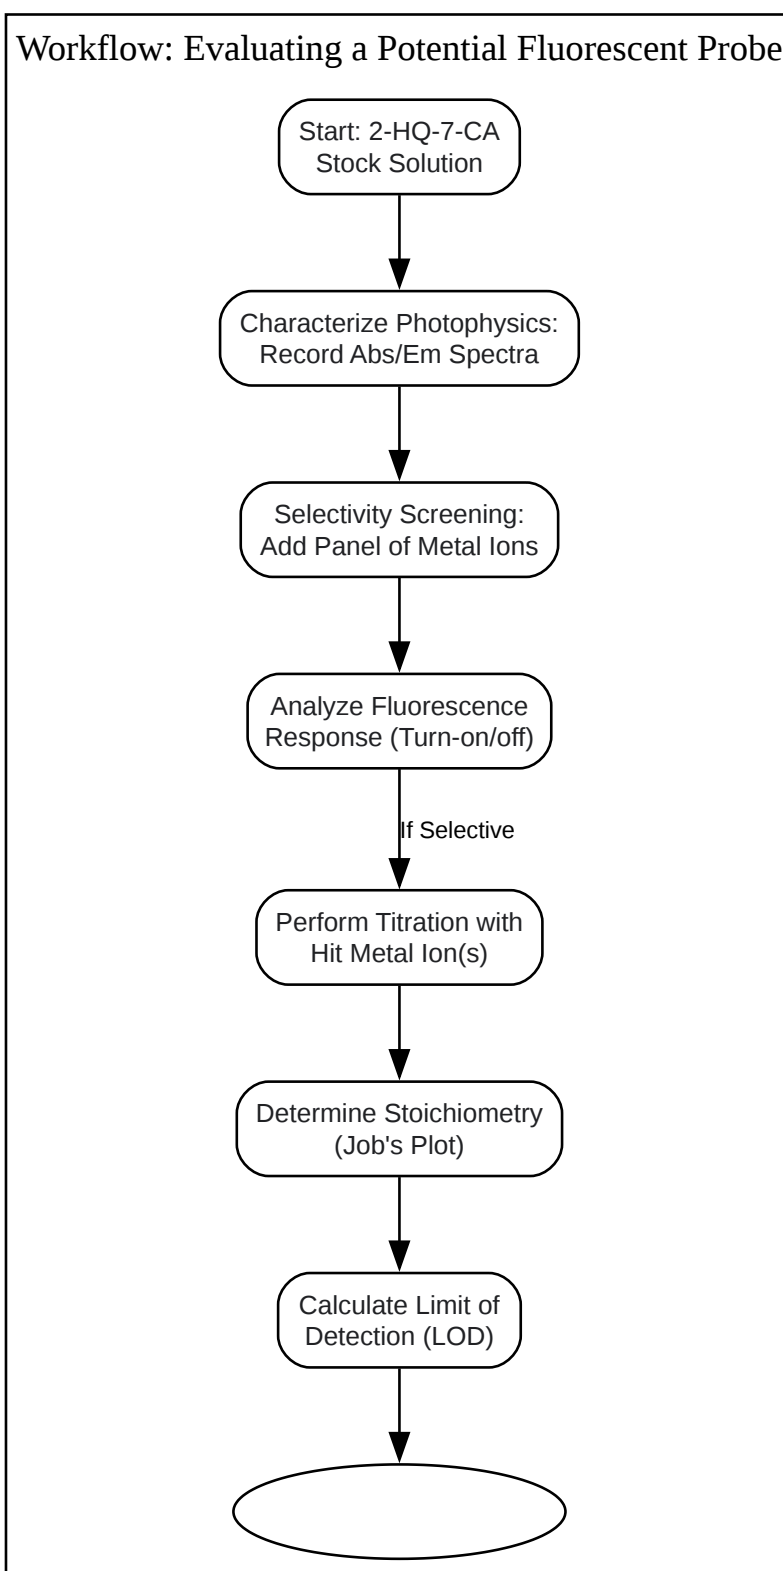 Workflow: Evaluating a Potential Fluorescent Probe
Start: 2-HQ-7-CA
Stock Solution
Characterize Photophysics:
Record Abs/Em Spectra
Selectivity Screening:
Add Panel of Metal Ions
Analyze Fluorescence
Response (Turn-on/off)
If Selective
Perform Titration with
Hit Metal Ion(s)
Determine Stoichiometry
(Job's Plot)
Calculate Limit of
Detection (LOD)